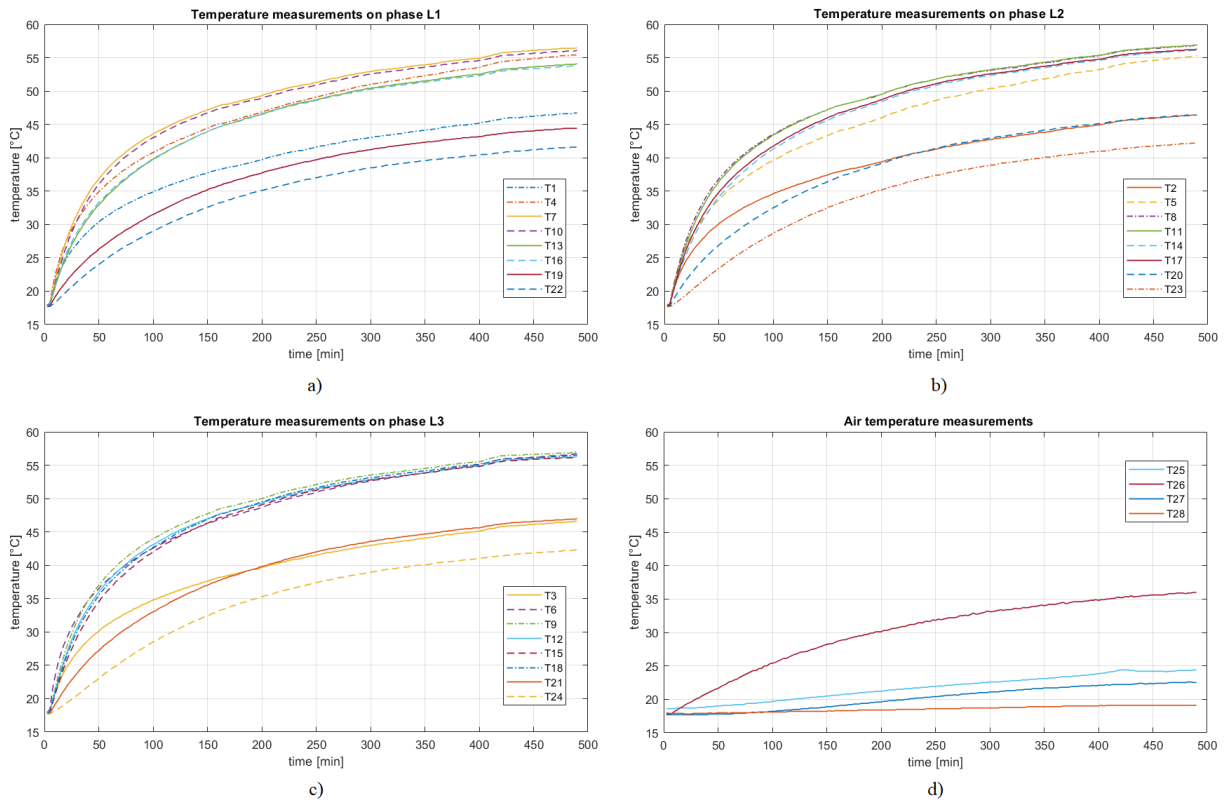 Temperature measurements on phase L1
60
55
50
45
40
35
30
25
20
15
temperature [°C]
T1
T4
T7
T10
T13
T16
T19
T22
0 50 100 150 200 250 300 350 400 450 500
time [min]
a)
Temperature measurements on phase L2
60
55
50
45
40
35
30
25
20
15
temperature [°C]
T2
T5
T8
T11
T14
T17
T20
T23
0 50 100 150 200 250 300 350 400 450 500
time [min]
b)
Temperature measurements on phase L3
60
55
50
45
40
35
30
25
20
15
temperature [°C]
T3
T6
T9
T12
T15
T18
T21
T24
0 50 100 150 200 250 300 350 400 450 500
time [min]
c)
Air temperature measurements
60
55
50
45
40
35
30
25
20
15
temperature [°C]
T25
T26
T27
T28
0 50 100 150 200 250 300 350 400 450 500
time [min]
d)